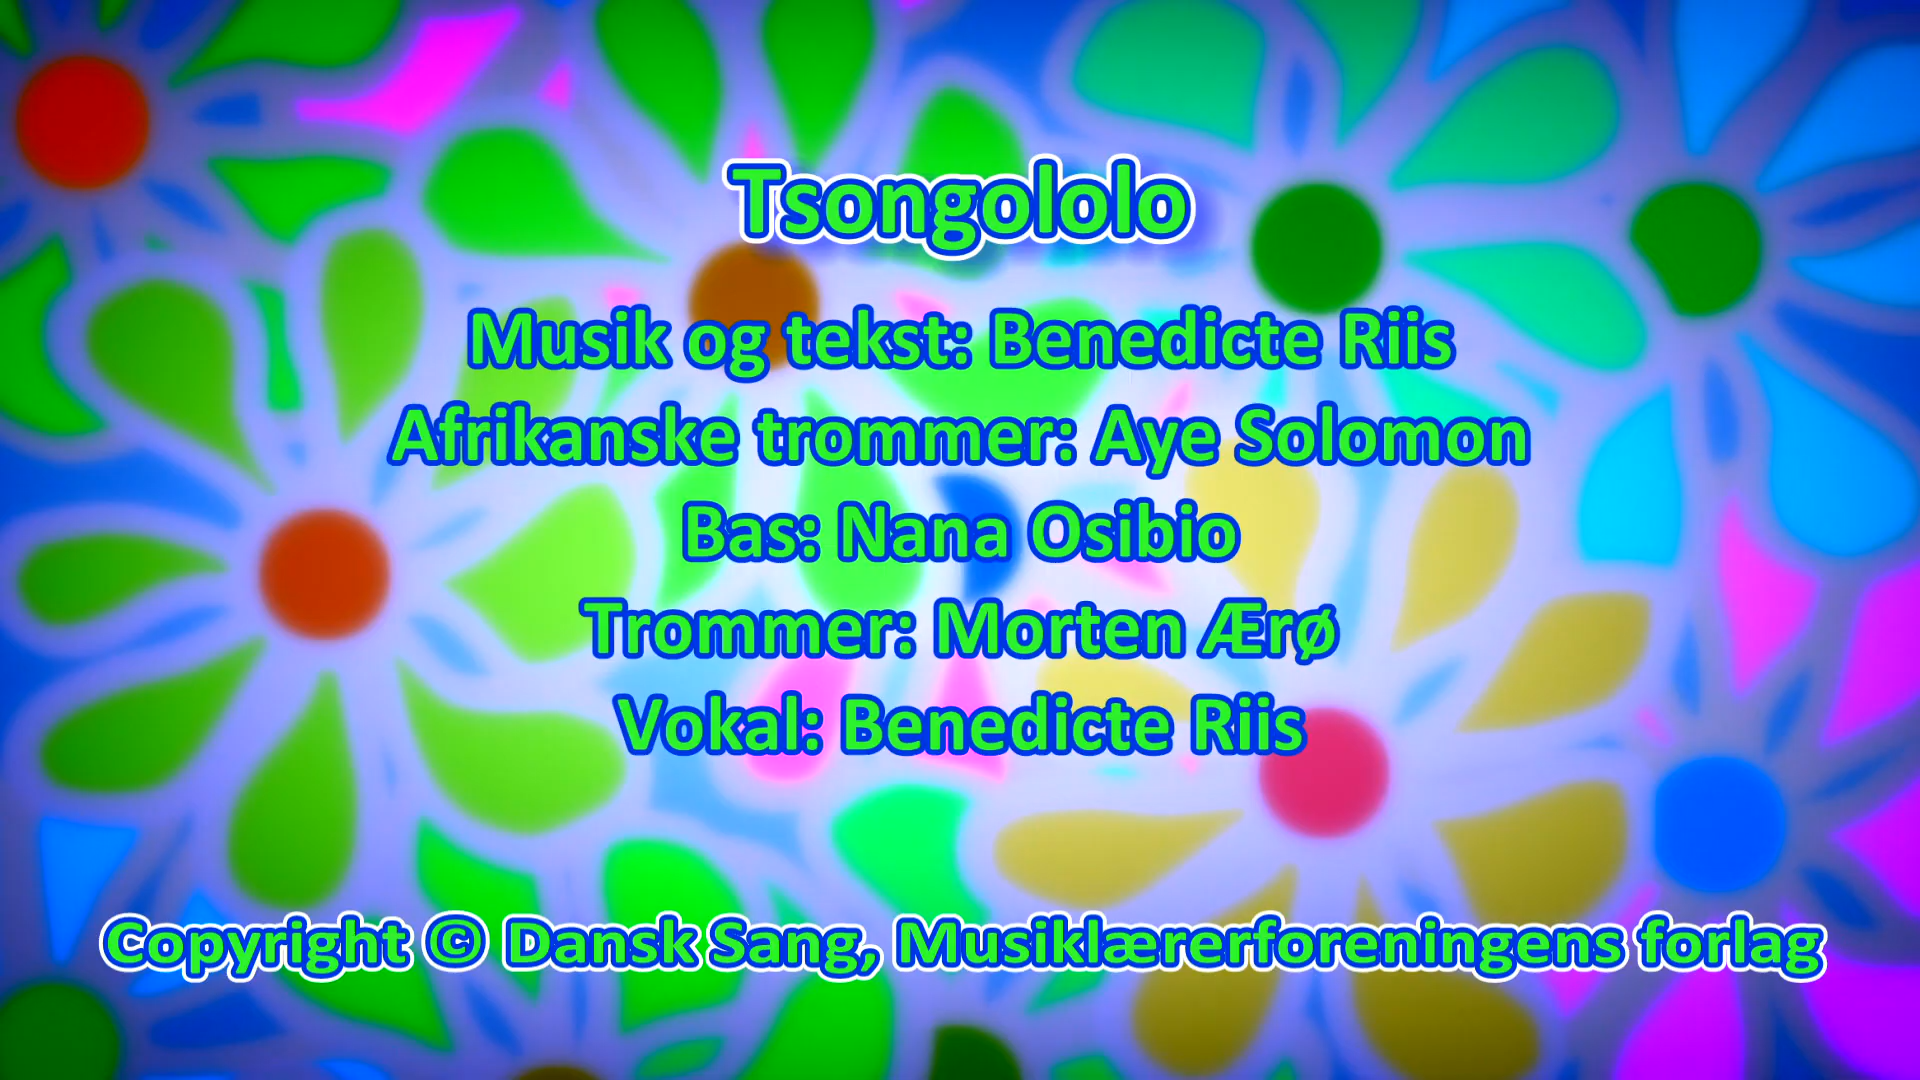 Tsongololo
Musik og tekst: Benedicte Riis
Afrikanske trommer: Aye Solomon
Bas: Nana Osibio
Trommer: Morten Ærø
Vokal: Benedicte Riis
Copyright © Dansk Sang, Musiklærerforeningens forlag